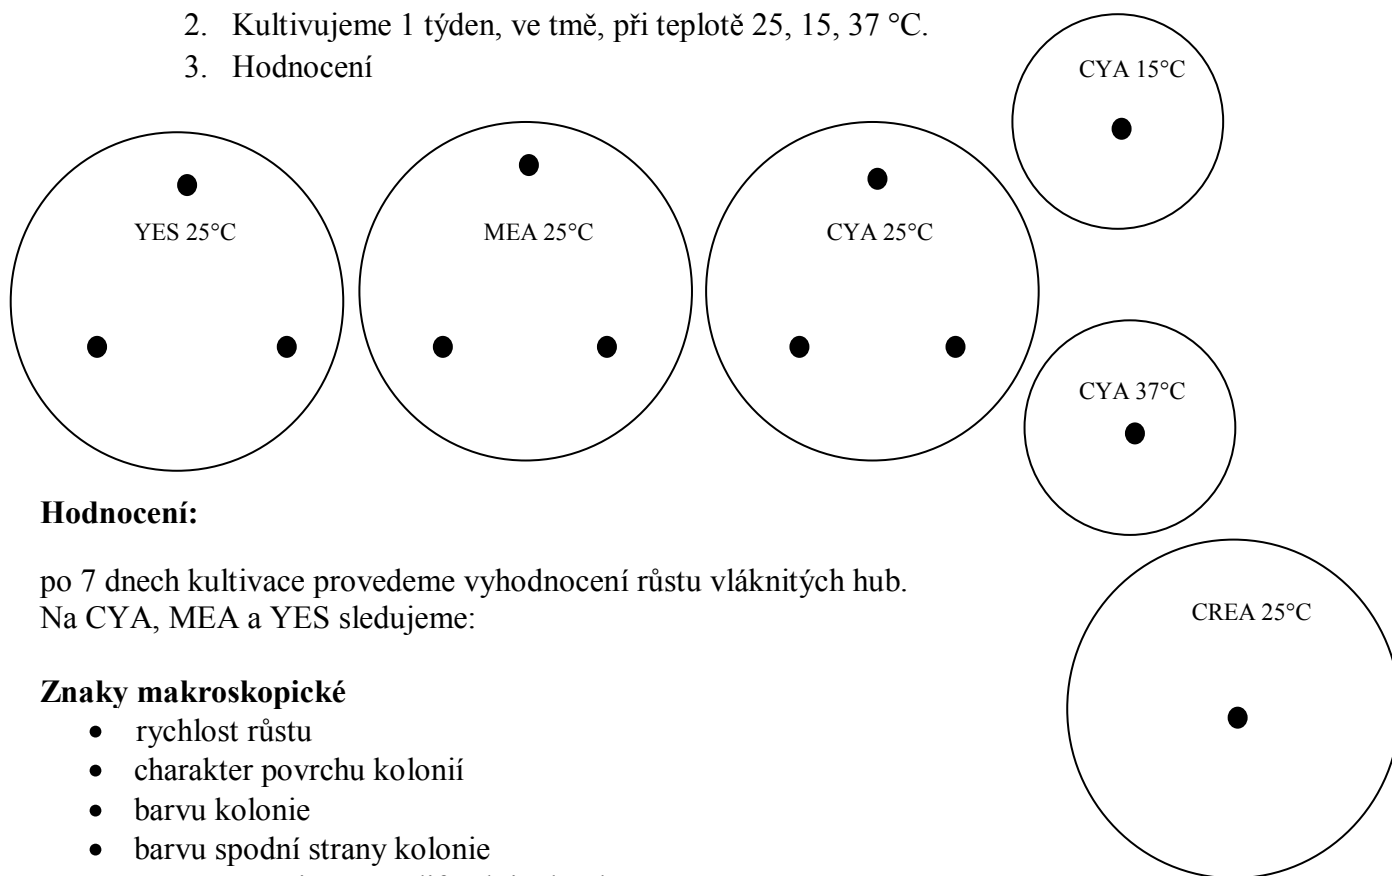 2. Kultivujeme 1 týden, ve tmě, při teplotě 25, 15, 37 °C.
3. Hodnocení
CYA 15°C
YES 25°C
MEA 25°C
CYA 25°C
CYA 37°C
Hodnocení:
po 7 dnech kultivace provedeme vyhodnocení růstu vláknitých hub.
Na CYA, MEA a YES sledujeme:
CREA 25°C
Znaky makroskopické
• rychlost růstu
• charakter povrchu kolonií
• barvu kolonie
• barvu spodní strany kolonie